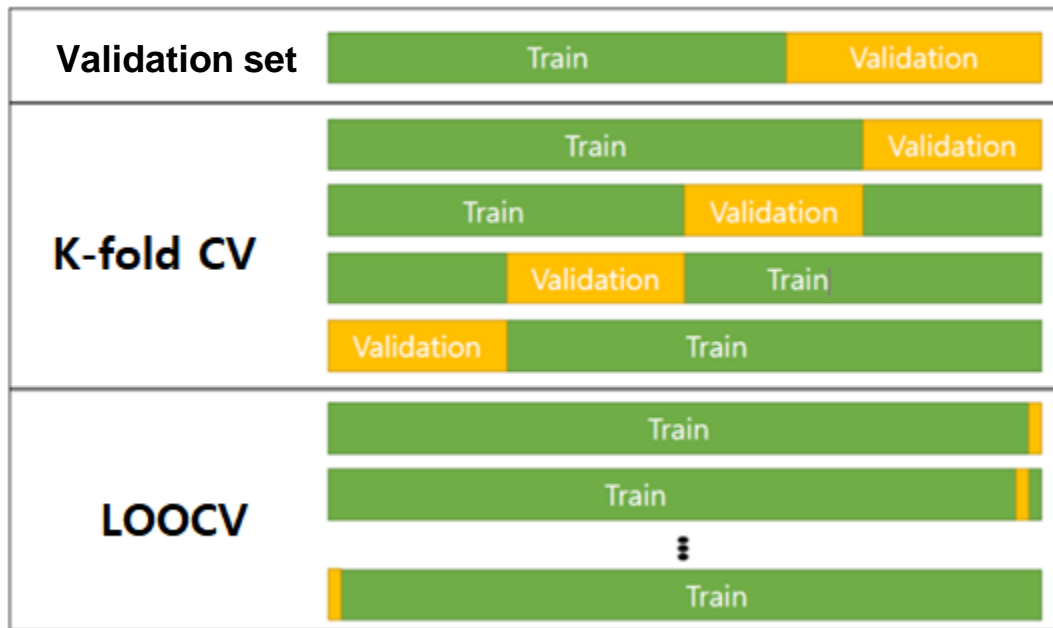 Validation set
Train Validation
K-fold CV
Train Validation
Train Validation
Validation Train
Validation Train
LOOCV
Train
Train
Train